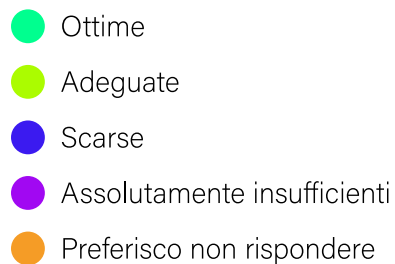 Ottime
Adeguate
Scarse
Assolutamente insufficienti
Preferisco non rispondere